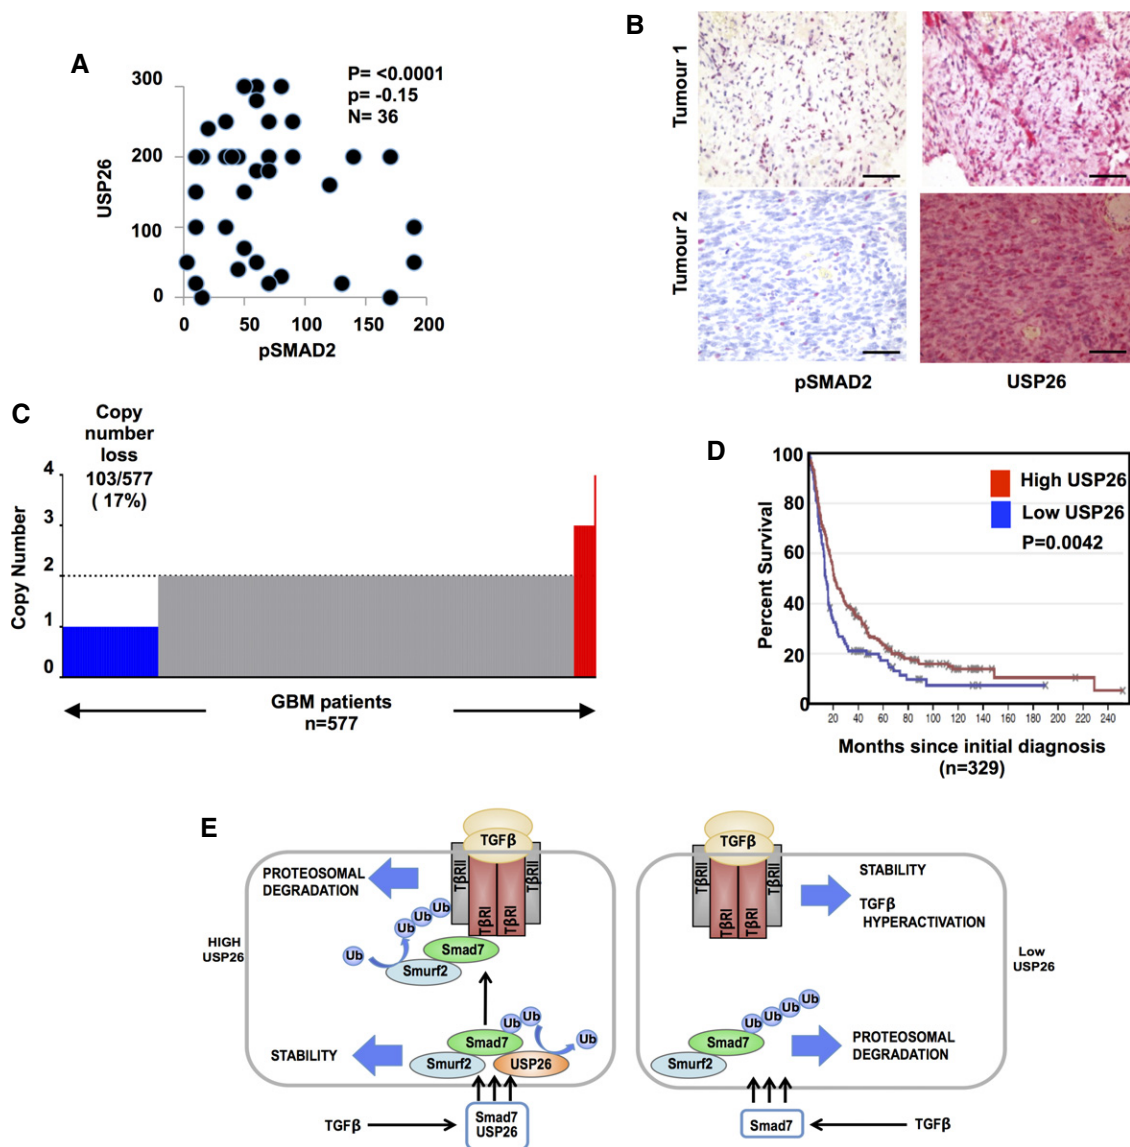 A
P= <0.0001
p= -0.15
N= 36
300
200
100
0
USP26
0 50 100 150 200
pSMAD2
B
Tumour 1
Tumour 2
pSMAD2
USP26
C
Copy
number
loss
103/577
( 17%)
4
3
2
1
0
Copy Number
GBM patients
n=577
D
100
80
60
40
20
0
Percent Survival
High USP26
Low USP26
P=0.0042
20 40 60 80 100 120 140 160 180 200 220 240
Months since initial diagnosis
(n=329)
E
HIGH
USP26
PROTEOSOMAL
DEGRADATION
TGFβ
TβRII
TβRI
TβRI
TβRII
Ub
Ub
Ub
Ub
Ub
Smad7
Smurf2
STABILITY
Ub
Ub
Ub
Smad7
Smurf2
USP26
TGFβ
Smad7
USP26
TGFβ
TβRII
TβRI
TβRI
TβRII
STABILITY
TGFβ
HYPERACTIVATION
Low
USP26
Ub
Ub
Ub
Ub
Smad7
Smurf2
PROTEOSOMAL
DEGRADATION
Smad7
TGFβ